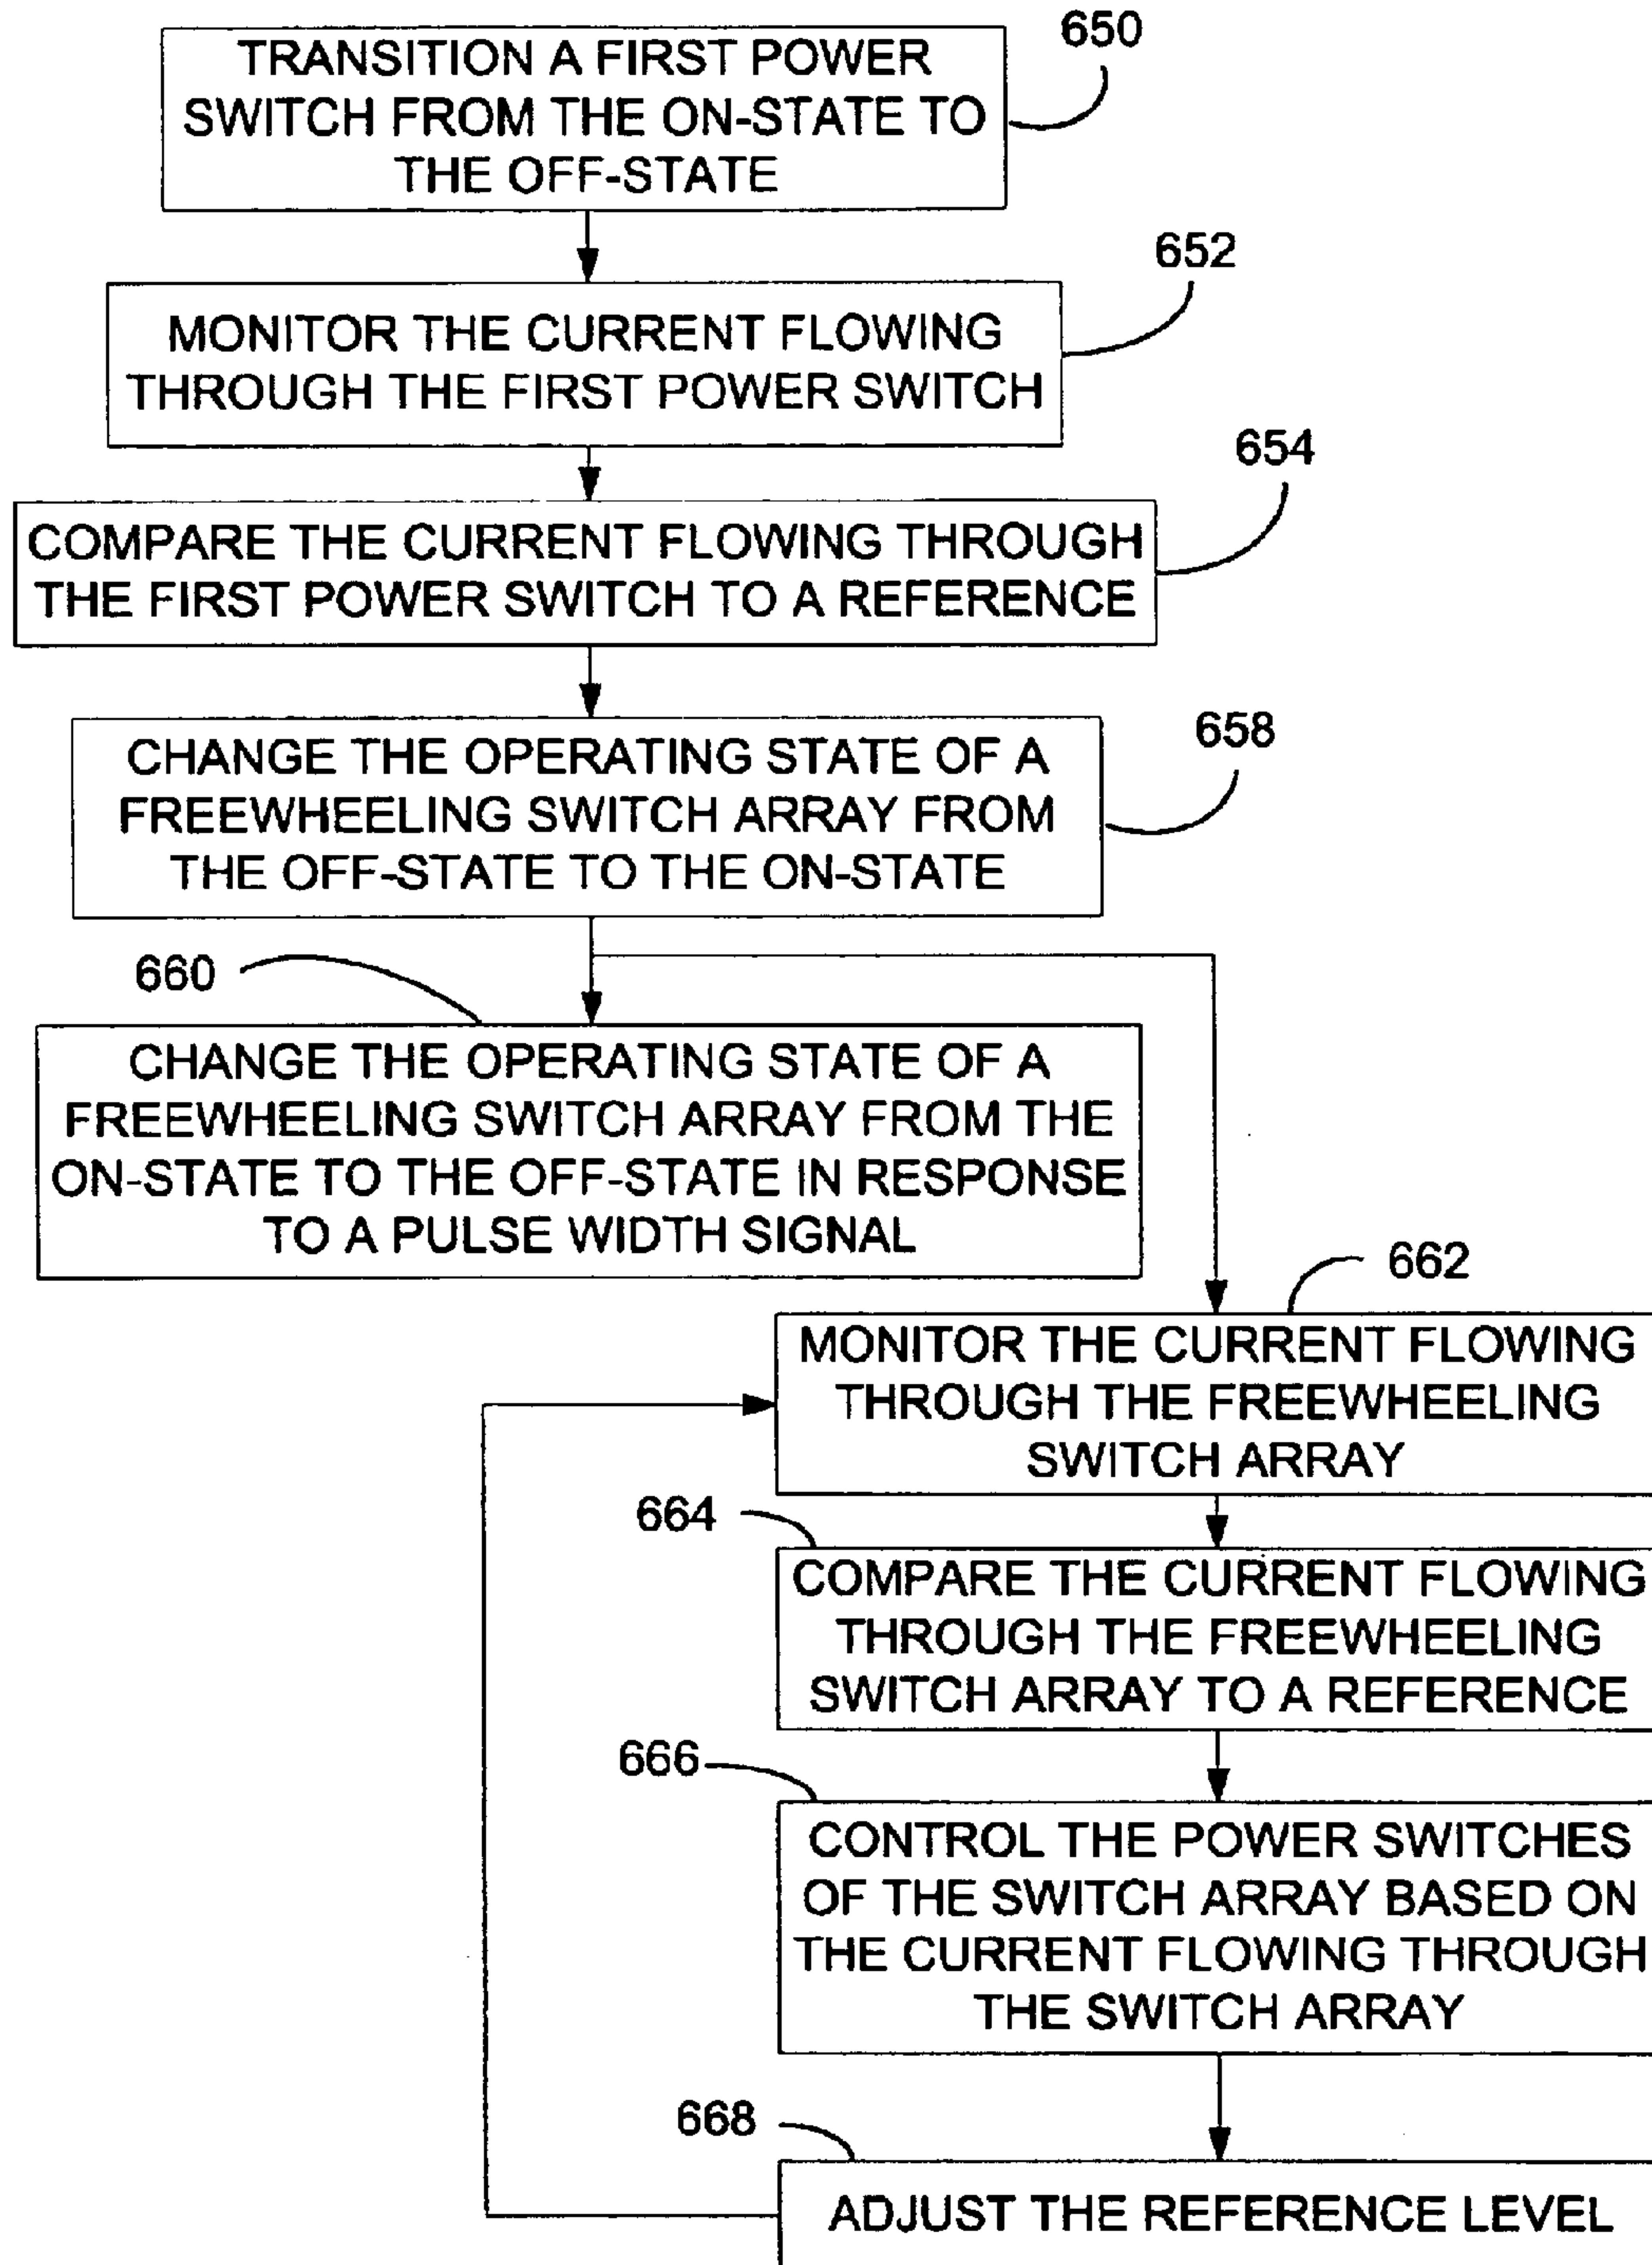 650
TRANSITION A FIRST POWER
SWITCH FROM THE ON-STATE TO
THE OFF-STATE
652
MONITOR THE CURRENT FLOWING
THROUGH THE FIRST POWER SWITCH
654
COMPARE THE CURRENT FLOWING THROUGH
THE FIRST POWER SWITCH TO A REFERENCE
658
CHANGE THE OPERATING STATE OF A
FREEWHEELING SWITCH ARRAY FROM
THE OFF-STATE TO THE ON-STATE
660
CHANGE THE OPERATING STATE OF A
FREEWHEELING SWITCH ARRAY FROM THE
ON-STATE TO THE OFF-STATE IN RESPONSE
TO A PULSE WIDTH SIGNAL
662
MONITOR THE CURRENT FLOWING
THROUGH THE FREEWHEELING
SWITCH ARRAY
664
COMPARE THE CURRENT FLOWING
THROUGH THE FREEWHEELING
SWITCH ARRAY TO A REFERENCE
666
CONTROL THE POWER SWITCHES
OF THE SWITCH ARRAY BASED ON
THE CURRENT FLOWING THROUGH
THE SWITCH ARRAY
668
ADJUST THE REFERENCE LEVEL